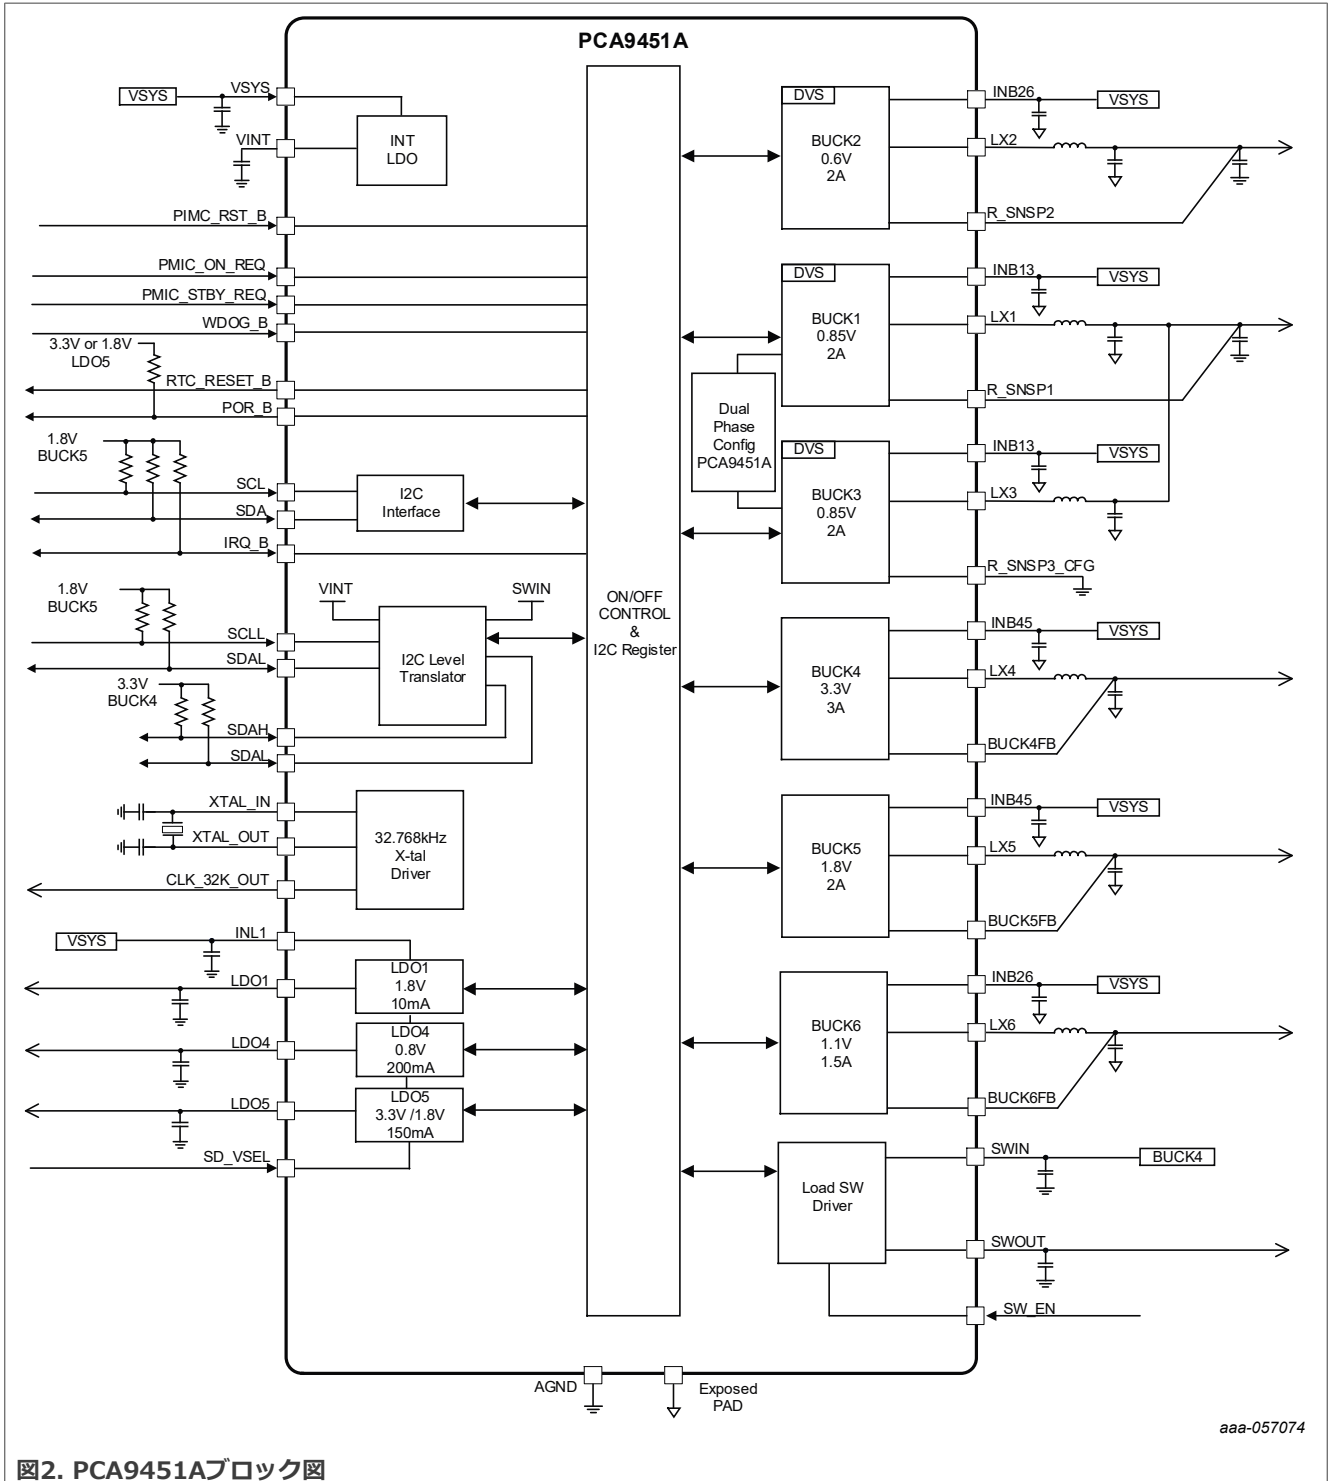 PCA9451A
VSYS
VSYS
VINT
INT
LDO
PIMC_RST_B
PMIC_ON_REQ
PMIC_STBY_REQ
WDOG_B
3.3V or 1.8V
LDO5
RTC_RESET_B
POR_B
1.8V
BUCK5
SCL
SDA
IRQ_B
I2C
Interface
1.8V
BUCK5
SCLL
SDAL
VINT
SWIN
I2C Level
Translator
3.3V
BUCK4
SDAH
SDAL
XTAL_IN
XTAL_OUT
CLK_32K_OUT
32.768kHz
X-tal
Driver
VSYS
INL1
LDO1
LDO1
1.8V
10mA
LDO4
LDO4
0.8V
200mA
LDO5
LDO5
3.3V /1.8V
150mA
SD_VSEL
ON/OFF
CONTROL
&
I2C Register
DVS
BUCK2
0.6V
2A
INB26
VSYS
LX2
R_SNSP2
DVS
BUCK1
0.85V
2A
INB13
VSYS
LX1
R_SNSP1
Dual
Phase
Config
PCA9451A
DVS
BUCK3
0.85V
2A
INB13
VSYS
LX3
R_SNSP3_CFG
BUCK4
3.3V
3A
INB45
VSYS
LX4
BUCK4FB
BUCK5
1.8V
2A
INB45
VSYS
LX5
BUCK5FB
BUCK6
1.1V
1.5A
INB26
VSYS
LX6
BUCK6FB
Load SW
Driver
SWIN
BUCK4
SWOUT
SW_EN
AGND
Exposed
PAD
aaa-057074
図2. PCA9451Aブロック図